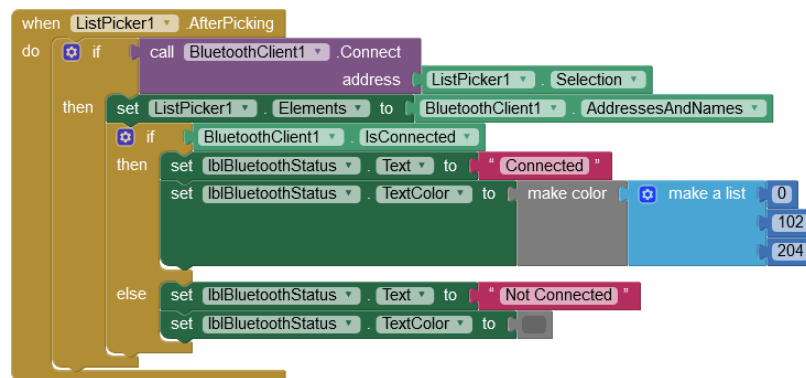 when ListPicker1 .AfterPicking
do if call BluetoothClient1 .Connect
address ListPicker1 . Selection
then set ListPicker1 . Elements to BluetoothClient1 . AddressesAndNames
if BluetoothClient1 . IsConnected
then set lblBluetoothStatus . Text to " Connected "
set lblBluetoothStatus . TextColor to make color make a list 0
102
204
else set lblBluetoothStatus . Text to " Not Connected "
set lblBluetoothStatus . TextColor to